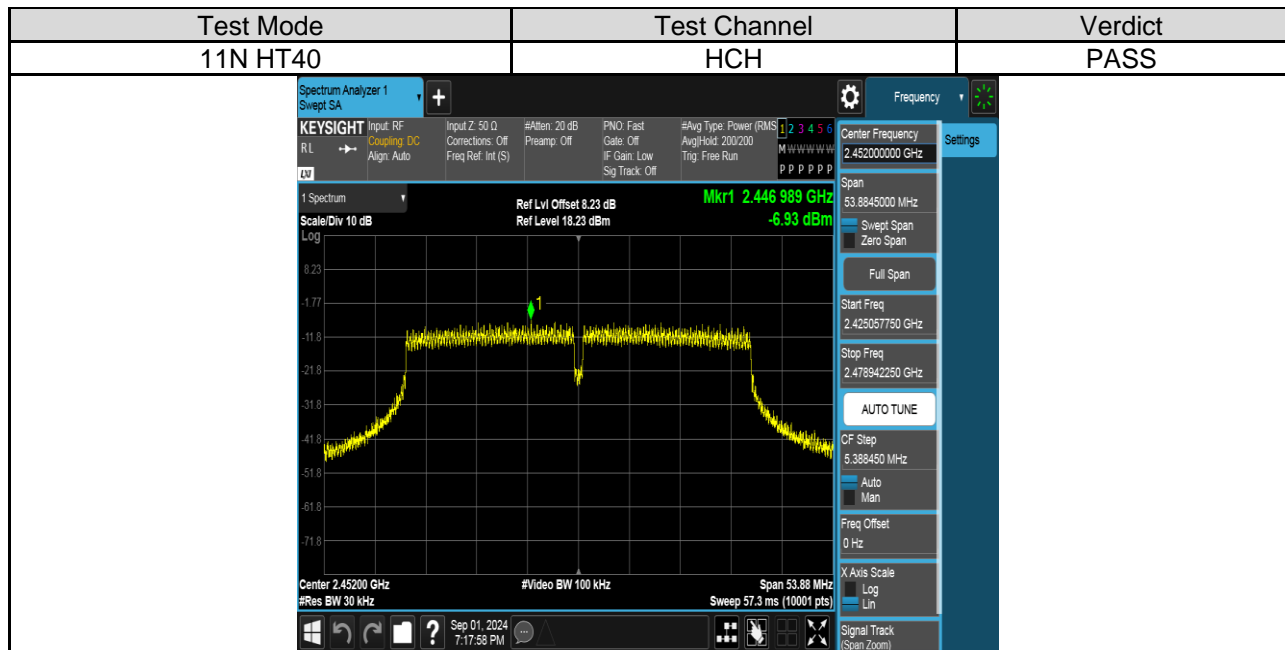 Test Mode Test Channel Verdict
11N HT40 HCH PASS
Spectrum Analyzer 1
Swept SA
Frequency
KEYSIGHT
RL
LXI
Input: RF
Coupling: DC
Align: Auto
Input Z: 50 Ω
Corrections: Off
Freq Ref: Int (S)
#Atten: 20 dB
Preamp: Off
PNO: Fast
Gate: Off
IF Gain: Low
Sig Track: Off
#Avg Type: Power (RMS
Avg|Hold: 200/200
Trig: Free Run
1 2 3 4 5 6
M W W W W W
P P P P P P
Center Frequency
2.452000000 GHz
Settings
1 Spectrum
Scale/Div 10 dB
Log
Ref Lvl Offset 8.23 dB
Ref Level 18.23 dBm
Mkr1 2.446 989 GHz
-6.93 dBm
8.23
-1.77
-11.8
-21.8
-31.8
-41.8
-51.8
-61.8
-71.8
1
Span
53.8845000 MHz
Swept Span
Zero Span
Full Span
Start Freq
2.425057750 GHz
Stop Freq
2.478942250 GHz
AUTO TUNE
CF Step
5.388450 MHz
Auto
Man
Freq Offset
0 Hz
X Axis Scale
Log
Lin
Signal Track
(Span Zoom)
Center 2.45200 GHz #Video BW 100 kHz Span 53.88 MHz
#Res BW 30 kHz Sweep 57.3 ms (10001 pts)
? Sep 01, 2024
7:17:58 PM